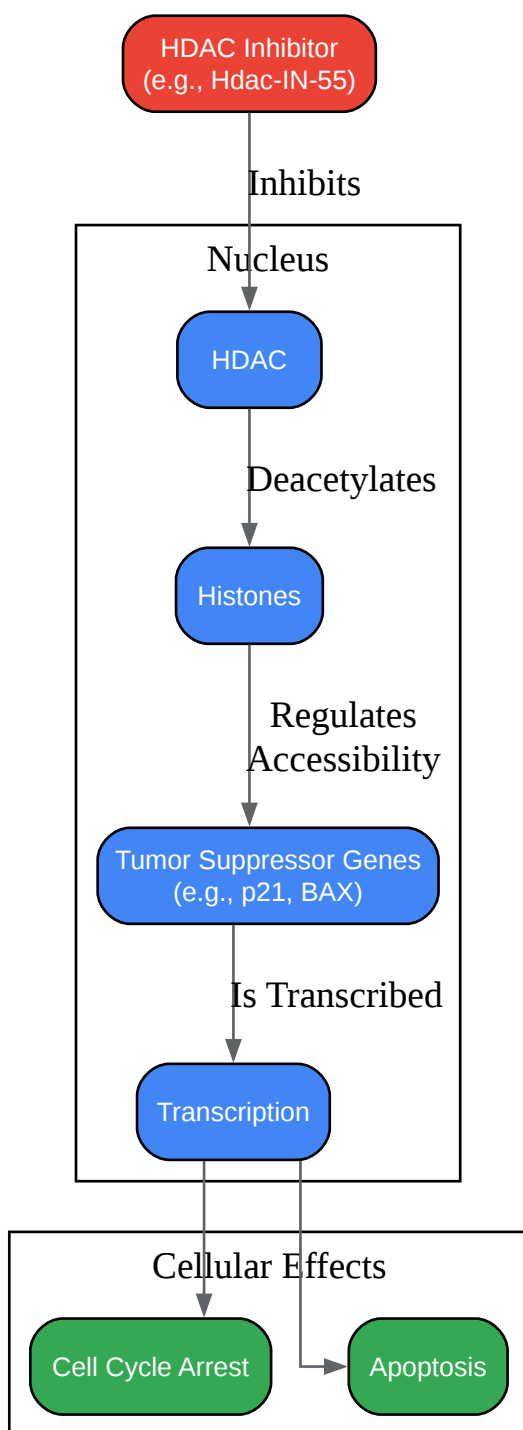 HDAC Inhibitor
(e.g., Hdac-IN-55)
Inhibits
Nucleus
HDAC
Deacetylates
Histones
Regulates
Accessibility
Tumor Suppressor Genes
(e.g., p21, BAX)
Is Transcribed
Transcription
Cellular Effects
Cell Cycle Arrest
Apoptosis